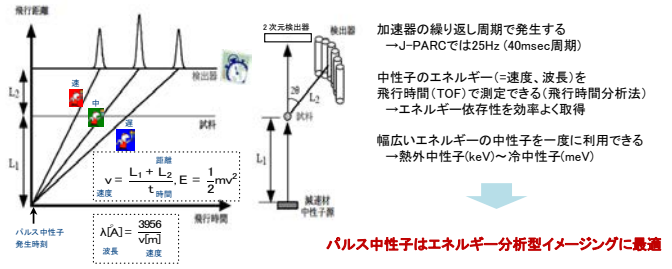 飛行距離
検出器
L₂
速
中
試料
遅
L₁
距離
v = (L₁ + L₂)/t , E = 1/2 mv²
速度
時間
飛行時間
パルス中性子
発生時刻
λ[Å] = 3956/v[m]
波長
速度
2次元検出器
検出器
2θ
L₂
試料
L₁
減速材
中性子源
加速器の繰り返し周期で発生する
→J-PARCでは25Hz (40msec周期)
中性子のエネルギー(=速度、波長)を
飛行時間(TOF)で測定できる(飛行時間分析法)
→エネルギー依存性を効率よく取得
幅広いエネルギーの中性子を一度に利用できる
→熱外中性子(keV)～冷中性子(meV)
パルス中性子はエネルギー分析型イメージングに最適